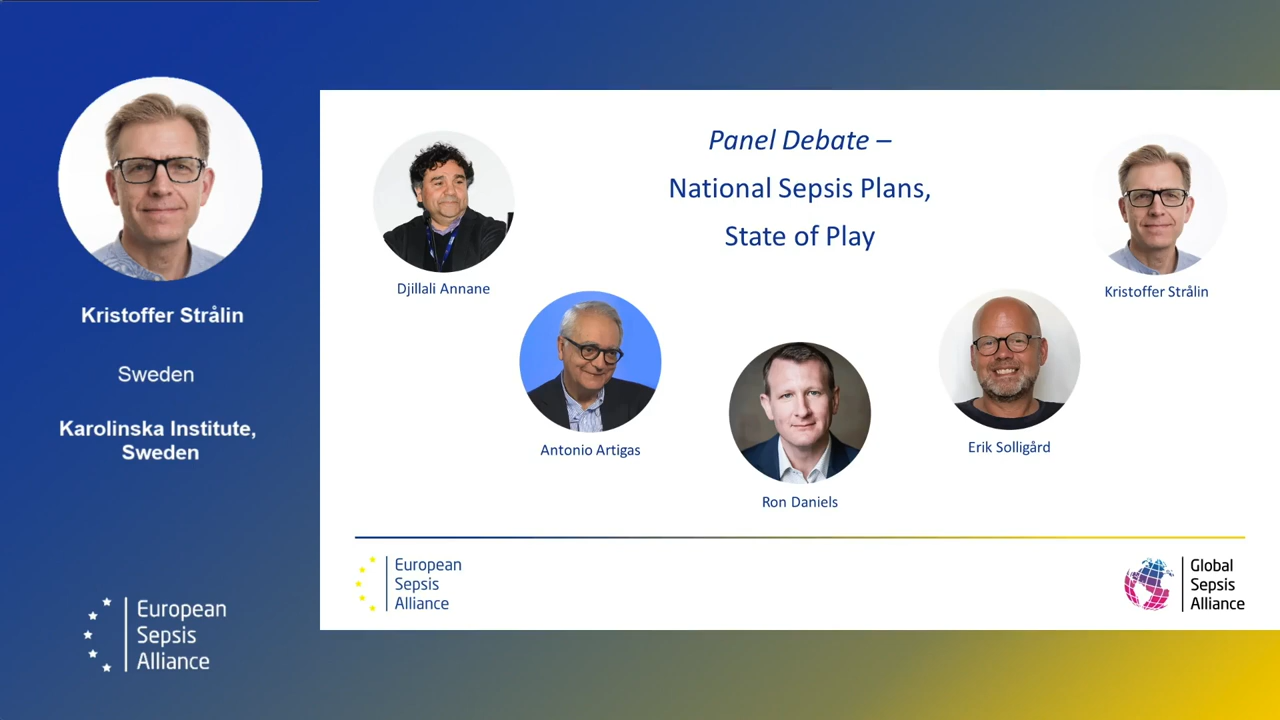 Kristoffer Strålin
Sweden
Karolinska Institute,
Sweden
European
Sepsis
Alliance
Panel Debate –
National Sepsis Plans,
State of Play
Djillali Annane
Antonio Artigas
Ron Daniels
Erik Solligård
Kristoffer Strålin
European
Sepsis
Alliance
Global
Sepsis
Alliance